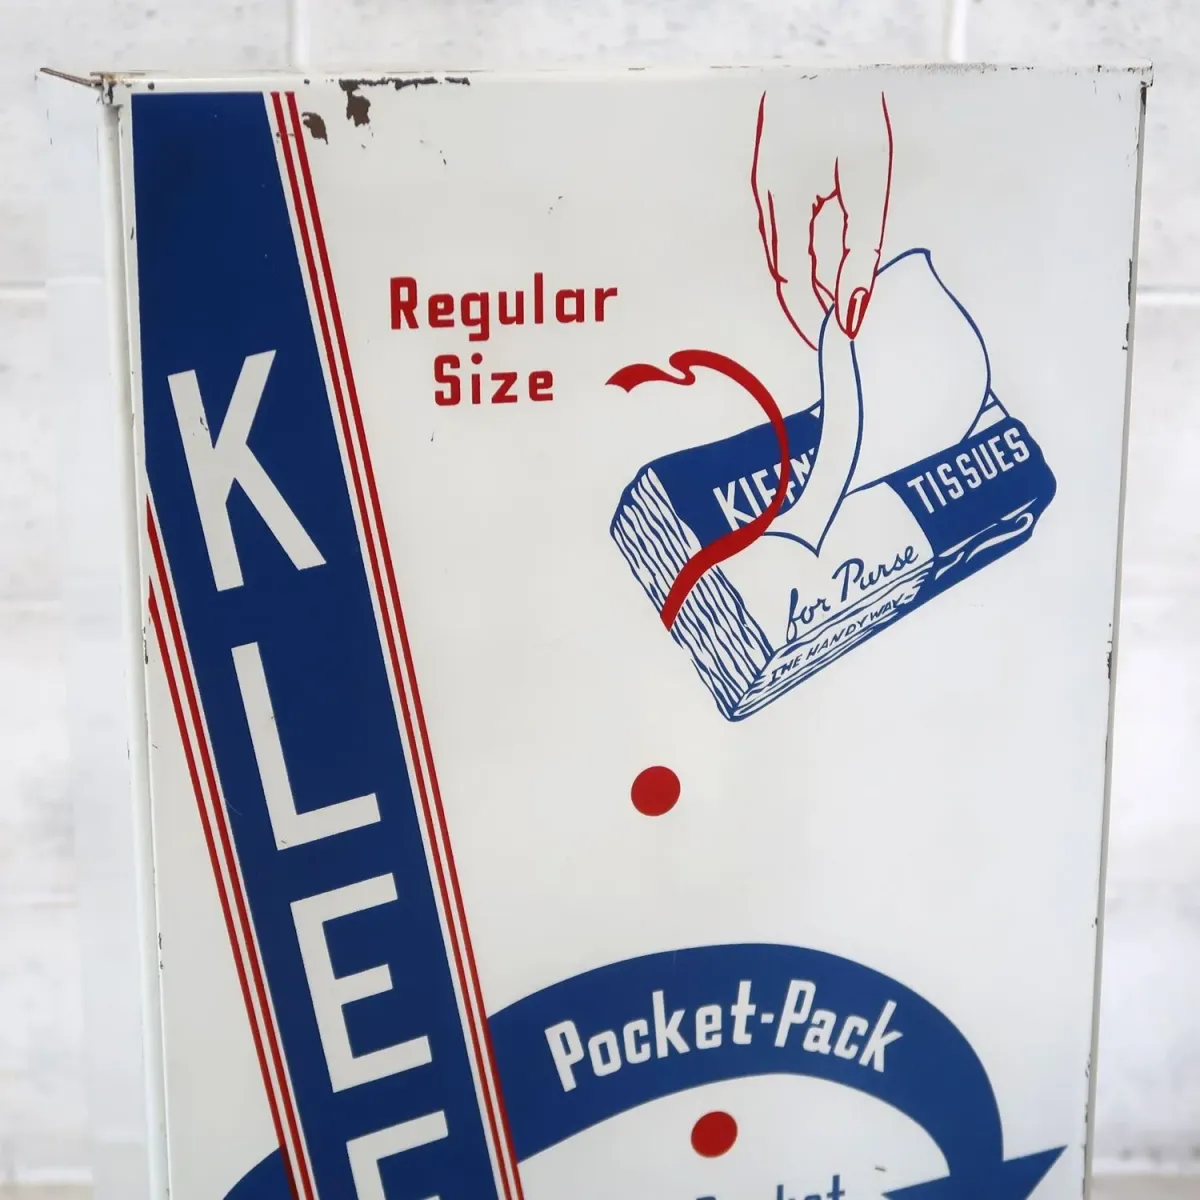 KLEE
Regular
Size
TISSUES
for Purse
THE HANDY WAY
Pocket-Pack